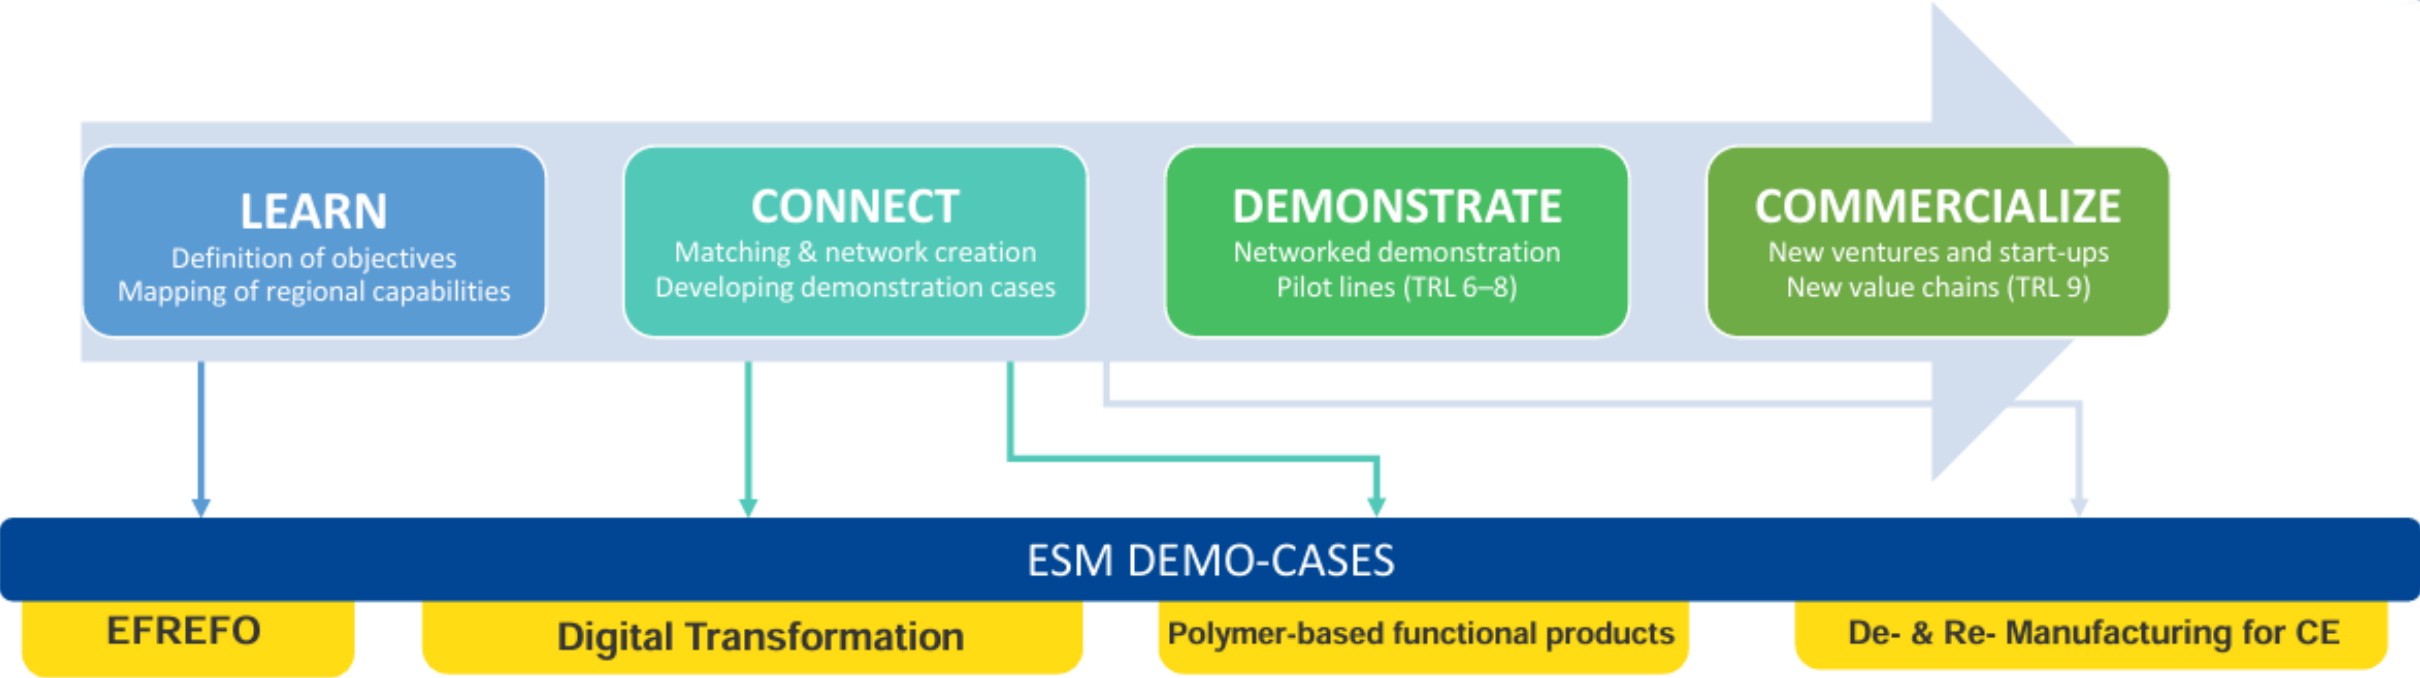 LEARN
Definition of objectives
Mapping of regional capabilities
CONNECT
Matching & network creation
Developing demonstration cases
DEMONSTRATE
Networked demonstration
Pilot lines (TRL 6–8)
COMMERCIALIZE
New ventures and start-ups
New value chains (TRL 9)
ESM DEMO-CASES
EFREFO
Digital Transformation
Polymer-based functional products
De- & Re- Manufacturing for CE